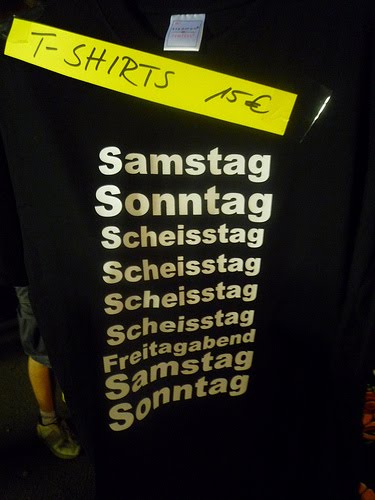 T-SHIRTS 15€
Samstag
Sonntag
Scheisstag
Scheisstag
Scheisstag
Scheisstag
Freitagabend
Samstag
Sonntag